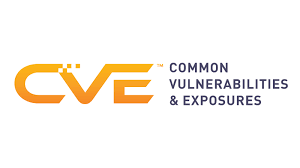 CVE™
COMMON
VULNERABILITIES
& EXPOSURES